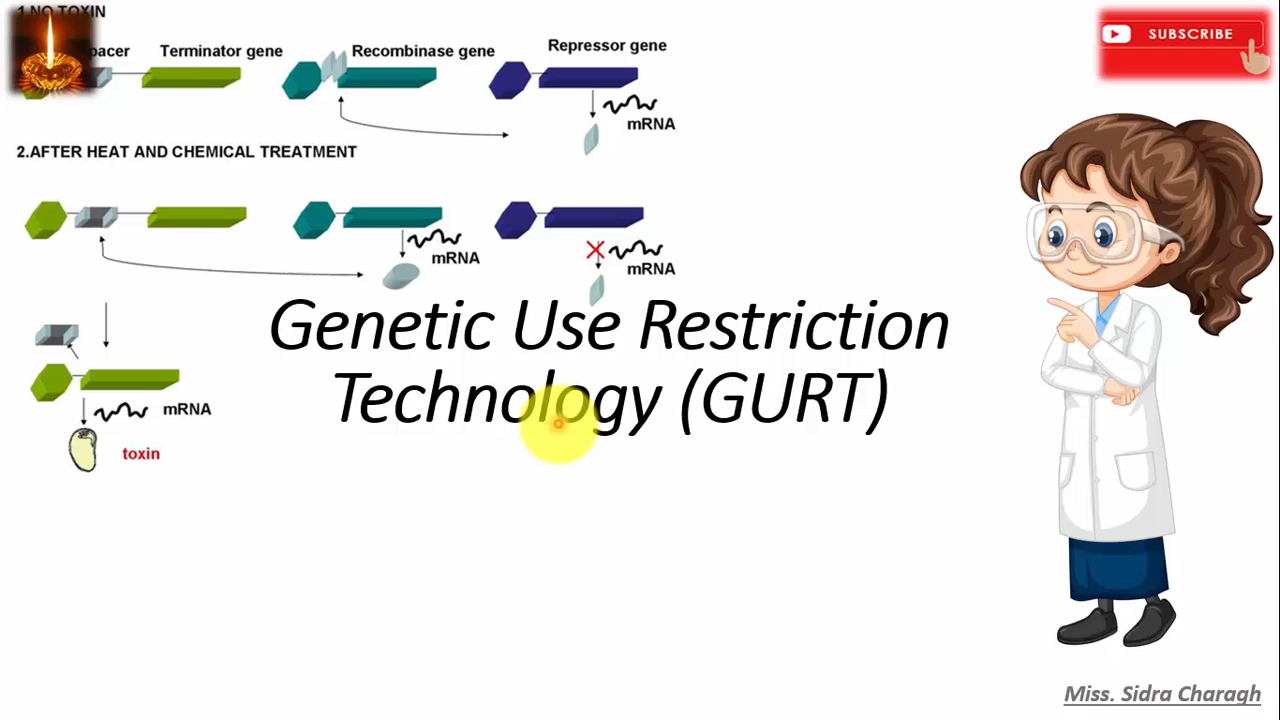 1.NO TOXIN
Terminator gene
Recombinase gene
Repressor gene
mRNA
2.AFTER HEAT AND CHEMICAL TREATMENT
mRNA
mRNA
mRNA
toxin
Genetic Use Restriction
Technology (GURT)
SUBSCRIBE
Miss. Sidra Charagh